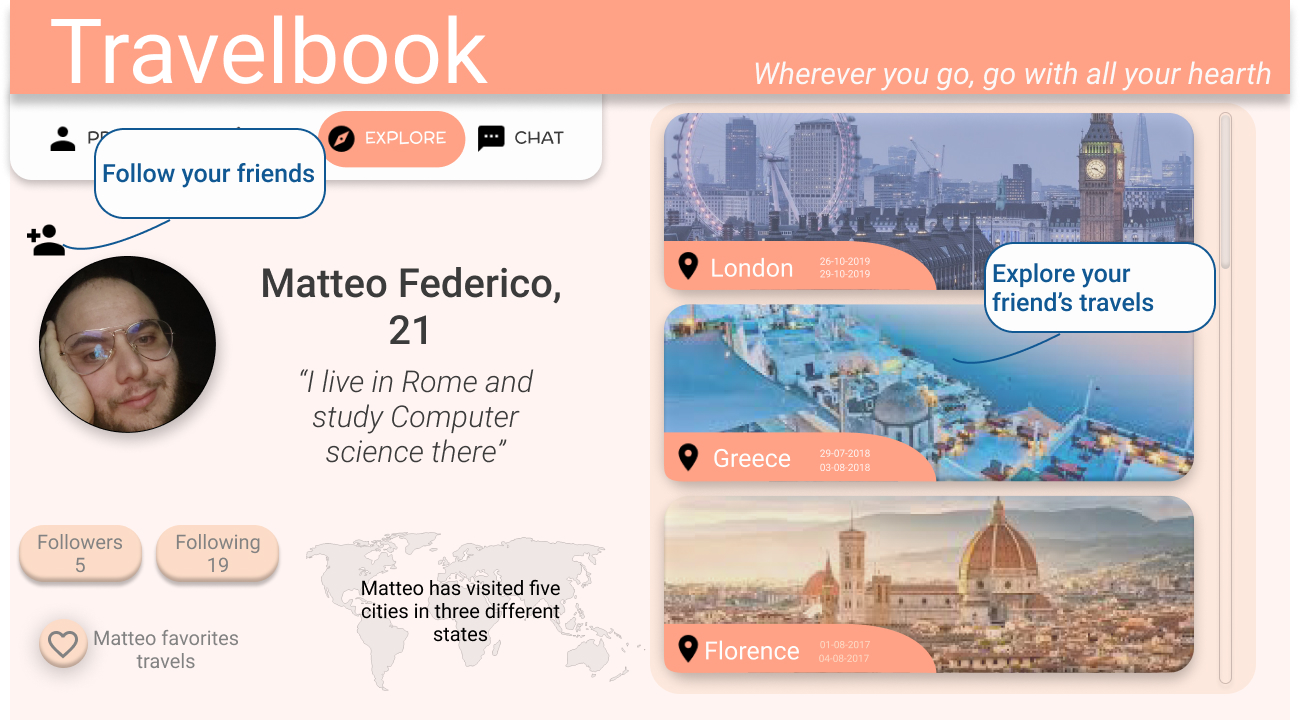 Travelbook
Wherever you go, go with all your hearth
EXPLORE
CHAT
Follow your friends
Matteo Federico,
21
“I live in Rome and
study Computer
science there”
Followers
5
Following
19
Matteo favorites
travels
Matteo has visited five
cities in three different
states
London
26-10-2019
29-10-2019
Explore your
friend’s travels
Greece
29-07-2018
03-08-2018
Florence
01-08-2017
04-08-2017